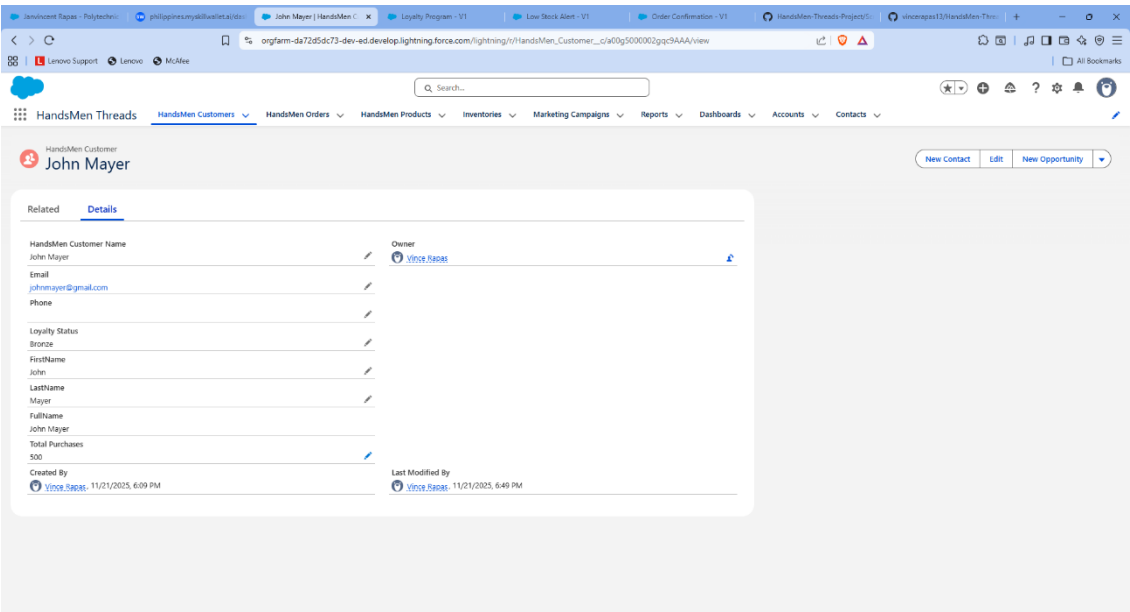 Janvincent Rapas - Polytechnic
philippines.myskillwallet.ai/des
John Mayer | HandsMen C
Loyalty Program - V1
Low Stock Alert - V1
Order Confirmation - V1
HandsMen-Threads-Project/S
vincerapas13/HandsMen-Thre
orgfarm-da72d5dc73-dev-ed.develop.lightning.force.com/lightning/r/HandsMen_Customer__c/a00g5000002gqc9AAA/view
Lenovo Support
Lenovo
McAfee
All Bookmarks
Search...
HandsMen Threads
HandsMen Customers
HandsMen Orders
HandsMen Products
Inventories
Marketing Campaigns
Reports
Dashboards
Accounts
Contacts
HandsMen Customer
John Mayer
New Contact
Edit
New Opportunity
Related
Details
HandsMen Customer Name
John Mayer
Owner
Vince Rapas
Email
johnmayer@gmail.com
Phone
Loyalty Status
Bronze
FirstName
John
LastName
Mayer
FullName
John Mayer
Total Purchases
500
Created By
Vince Rapas, 11/21/2025, 6:09 PM
Last Modified By
Vince Rapas, 11/21/2025, 6:49 PM